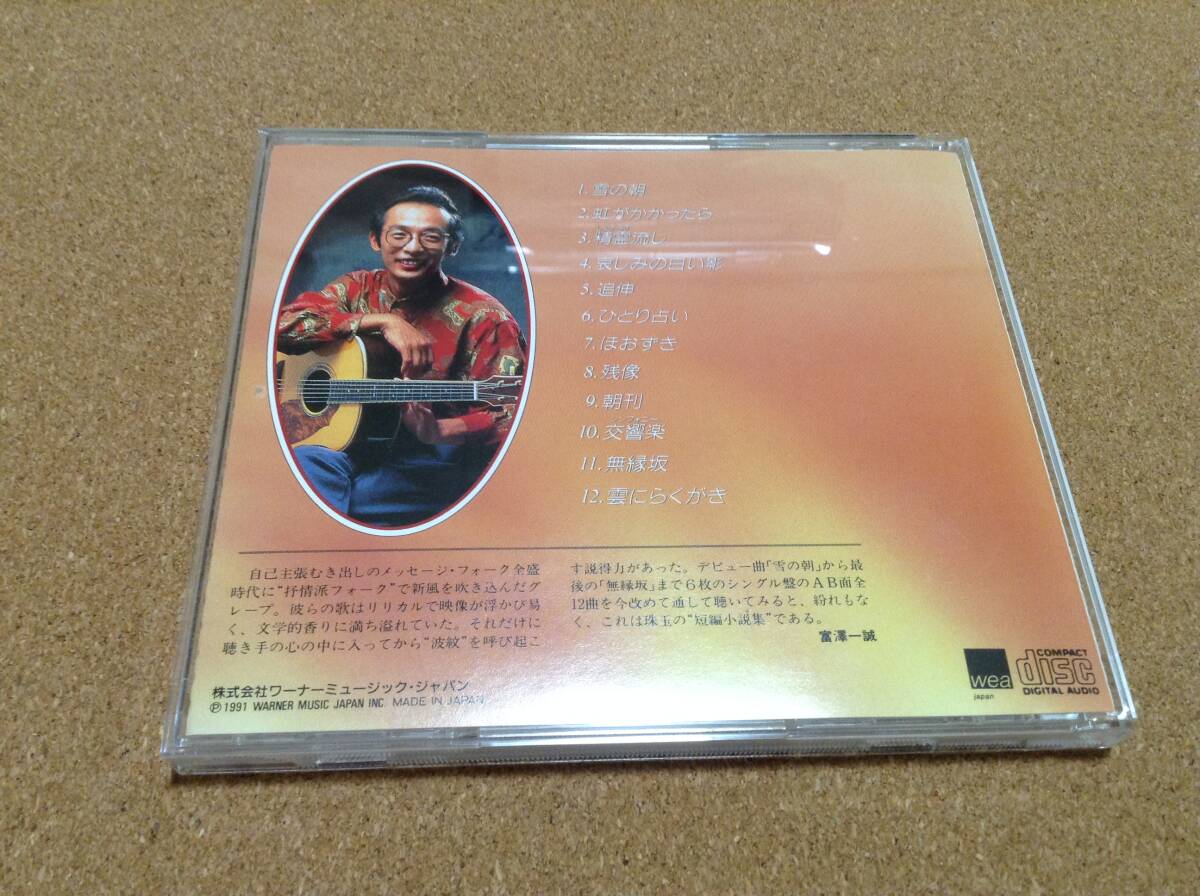 1. 雪の朝
2. 虹がかかったら
3. 精霊流し
4. 哀しみの白い影
5. 追伸
6. ひとり占い
7. ほおずき
8. 残像
9. 朝刊
シンフォニー
10. 交響楽
11. 無縁坂
12. 雲にらくがき
自己主張むき出しのメッセージ・フォーク全盛
時代に“抒情派フォーク”で新風を吹き込んだグ
レープ。彼らの歌はリリカルで映像が浮かび易
く、文学的香りに満ち溢れていた。それだけに
聴き手の心の中に入ってから“波紋”を呼び起こ
す説得力があった。デビュー曲「雪の朝」から最
後の「無縁坂」まで6枚のシングル盤のAB面全
12曲を今改めて通して聴いてみると、紛れもな
く、これは珠玉の“短編小説集”である。
富澤一誠
株式会社ワーナーミュージック・ジャパン
Ⓟ1991 WARNER MUSIC JAPAN INC. MADE IN JAPAN
wea
japan
COMPACT
disc
DIGITAL AUDIO